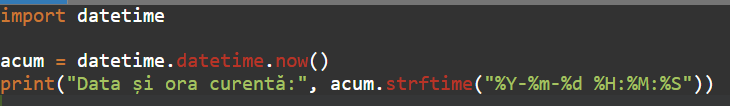 import datetime
acum = datetime.datetime.now()
print("Data și ora curentă:", acum.strftime("%Y-%m-%d %H:%M:%S"))